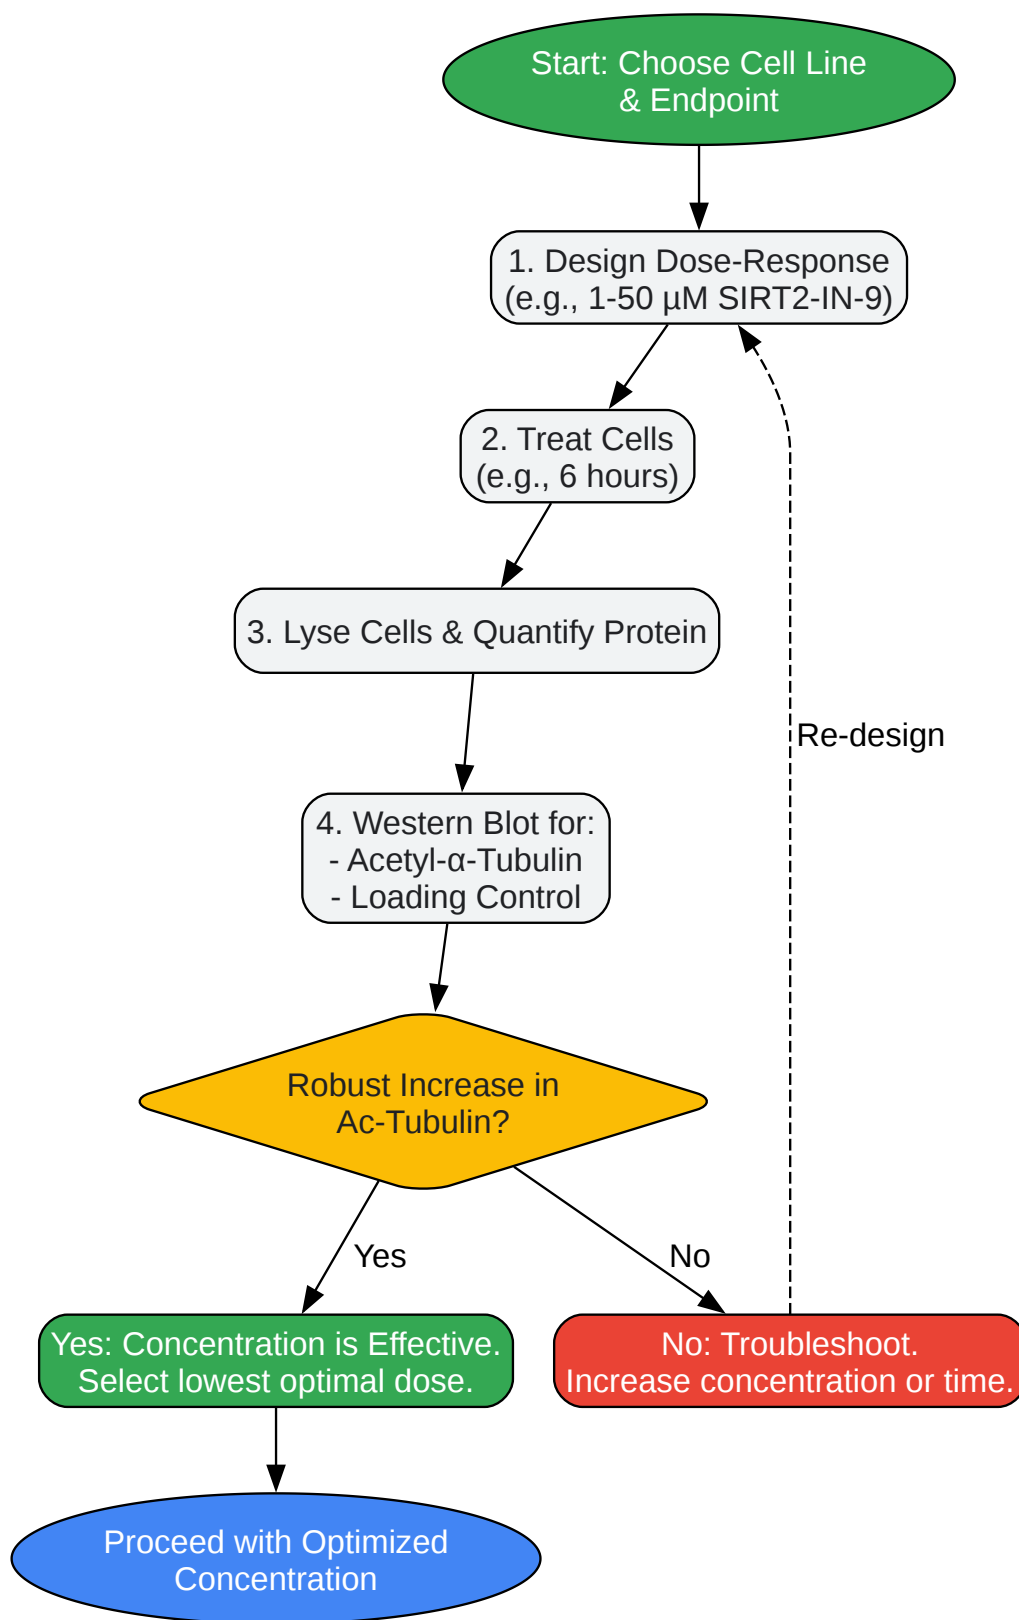 Start: Choose Cell Line
& Endpoint
1. Design Dose-Response
(e.g., 1-50 µM SIRT2-IN-9)
2. Treat Cells
(e.g., 6 hours)
3. Lyse Cells & Quantify Protein
Re-design
4. Western Blot for:
- Acetyl-α-Tubulin
- Loading Control
Robust Increase in
Ac-Tubulin?
Yes
No
Yes: Concentration is Effective.
Select lowest optimal dose.
No: Troubleshoot.
Increase concentration or time.
Proceed with Optimized
Concentration